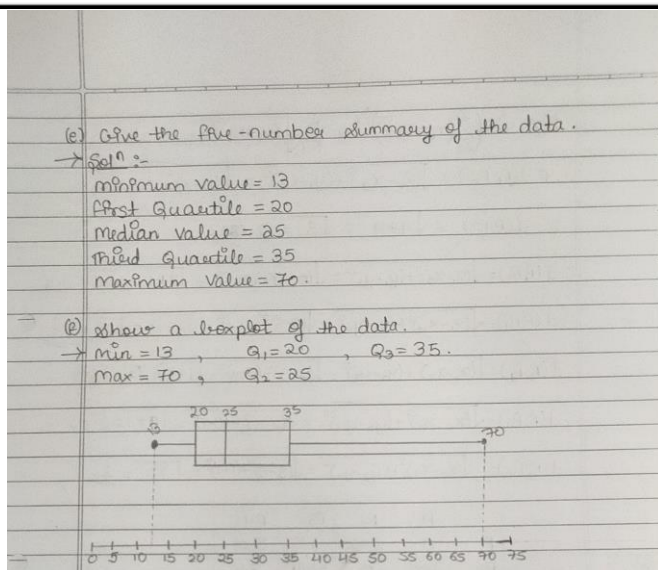 (e) Give the five-number summary of the data.
→ Solⁿ :-
minimum value = 13
first Quartile = 20
median value = 25
Third Quartile = 35
maximum value = 70.
(e) show a boxplot of the data.
→ min = 13 , Q₁ = 20 , Q₃ = 35.
max = 70 , Q₂ = 25
20 25 35
13 70
0 5 10 15 20 25 30 35 40 45 50 55 60 65 70 75